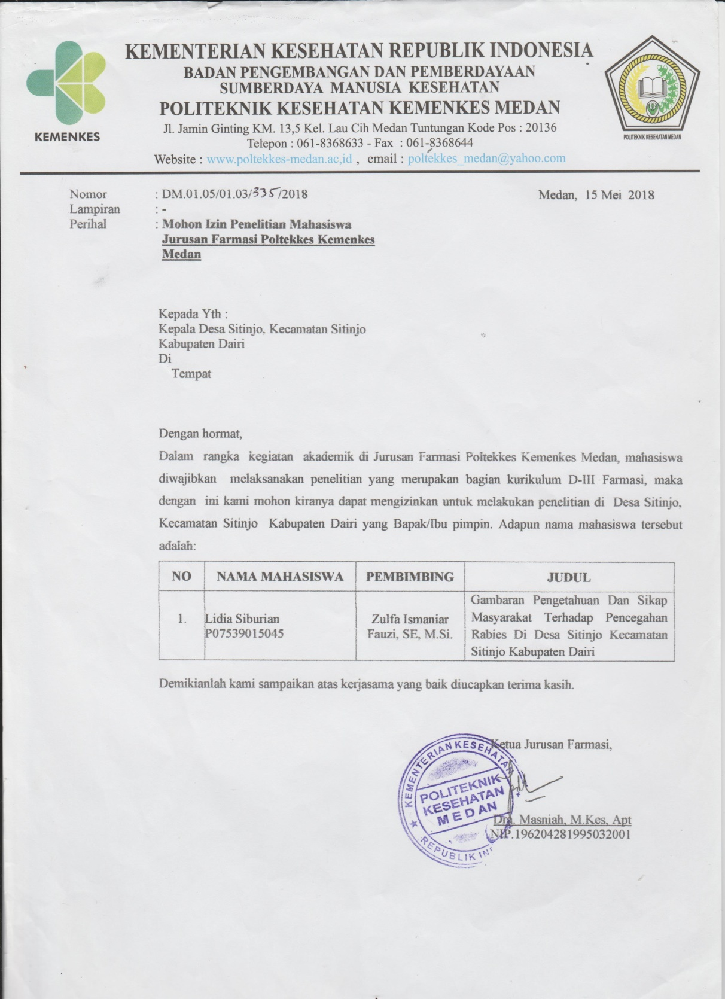 KEMENTERIAN KESEHATAN REPUBLIK INDONESIA
BADAN PENGEMBANGAN DAN PEMBERDAYAAN
SUMBERDAYA MANUSIA KESEHATAN
POLITEKNIK KESEHATAN KEMENKES MEDAN
Jl. Jamin Ginting KM. 13,5 Kel. Lau Cih Medan Tuntungan Kode Pos : 20136
Telepon : 061-8368633 - Fax : 061-8368644
Website : www.poltekkes-medan.ac,id , email : poltekkes_medan@yahoo.com
KEMENKES
POLITEKNIK KESEHATAN MEDAN
Nomor : DM.01.05/01.03/335/2018 Medan, 15 Mei 2018
Lampiran : -
Perihal : Mohon Izin Penelitian Mahasiswa
Jurusan Farmasi Poltekkes Kemenkes
Medan
Kepada Yth :
Kepala Desa Sitinjo, Kecamatan Sitinjo
Kabupaten Dairi
Di
Tempat
Dengan hormat,
Dalam rangka kegiatan akademik di Jurusan Farmasi Poltekkes Kemenkes Medan, mahasiswa
diwajibkan melaksanakan penelitian yang merupakan bagian kurikulum D-III Farmasi, maka
dengan ini kami mohon kiranya dapat mengizinkan untuk melakukan penelitian di Desa Sitinjo,
Kecamatan Sitinjo Kabupaten Dairi yang Bapak/Ibu pimpin. Adapun nama mahasiswa tersebut
adalah:
NO NAMA MAHASISWA PEMBIMBING JUDUL
1. Lidia Siburian
P07539015045
Zulfa Ismaniar
Fauzi, SE, M.Si.
Gambaran Pengetahuan Dan Sikap
Masyarakat Terhadap Pencegahan
Rabies Di Desa Sitinjo Kecamatan
Sitinjo Kabupaten Dairi
Demikianlah kami sampaikan atas kerjasama yang baik diucapkan terima kasih.
Ketua Jurusan Farmasi,
KEMENTERIAN KESEHATAN
POLITEKNIK
KESEHATAN
MEDAN
REPUBLIK
Dra. Masniah, M.Kes, Apt
NIP.196204281995032001